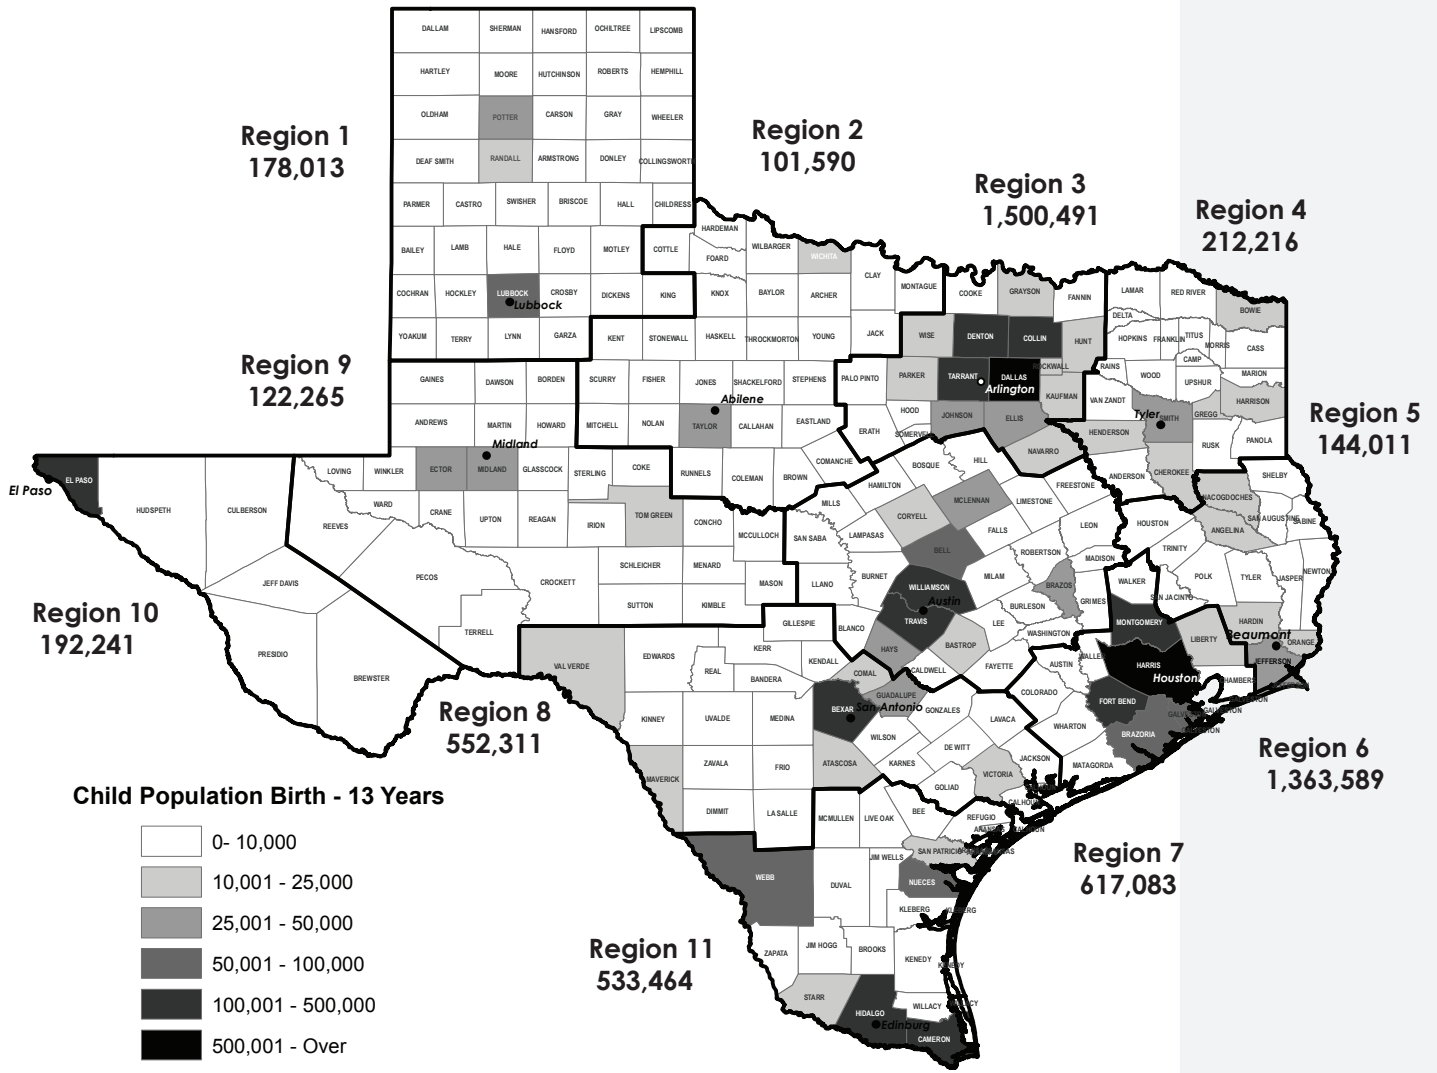 DALLAM SHERMAN HANSFORD OCHILTREE LIPSCOMB
HARTLEY MOORE HUTCHINSON ROBERTS HEMPHILL
OLDHAM POTTER CARSON GRAY WHEELER
Region 1
178,013
Region 2
101,590
DEAF SMITH RANDALL ARMSTRONG DONLEY COLLINGSWORTH
Region 3
1,500,491
PARMER CASTRO SWISHER BRISCOE HALL CHILDRESS
Region 4
212,216
BAILEY LAMB HALE FLOYD MOTLEY COTTLE
HARDEMAN FOARD WILBARGER WICHITA CLAY MONTAGUE
COCHRAN HOCKLEY LUBBOCK CROSBY DICKENS KING KNOX BAYLOR ARCHER
Lubbock
COOKE GRAYSON FANNIN LAMAR RED RIVER BOWIE
DELTA
YOAKUM TERRY LYNN GARZA KENT STONEWALL HASKELL THROCKMORTON YOUNG JACK
WISE DENTON COLLIN HUNT HOPKINS FRANKLIN TITUS MORRIS CASS
Region 9
122,265
CAMP
GAINES DAWSON BORDEN SCURRY FISHER JONES SHACKELFORD STEPHENS PALO PINTO
PARKER TARRANT DALLAS ROCKWALL RAINS WOOD UPSHUR MARION
Arlington
KAUFMAN VAN ZANDT GREGG HARRISON
Abilene
Tyler
SMITH
Region 5
144,011
ANDREWS MARTIN HOWARD MITCHELL NOLAN TAYLOR CALLAHAN EASTLAND ERATH
HOOD SOMERVELL JOHNSON ELLIS HENDERSON RUSK PANOLA
Midland
NAVARRO
LOVING WINKLER ECTOR MIDLAND GLASSCOCK STERLING COKE RUNNELS COLEMAN BROWN COMANCHE
BOSQUE HILL FREESTONE ANDERSON CHEROKEE SHELBY
El Paso
EL PASO HUDSPETH CULBERSON
HAMILTON MCLENNAN LIMESTONE NACOGDOCHES
REEVES WARD CRANE UPTON REAGAN IRION TOM GREEN CONCHO MCCULLOCH
MILLS CORYELL FALLS LEON HOUSTON ANGELINA SAN AUGUSTINE SABINE
SAN SABA LAMPASAS BELL ROBERTSON MADISON TRINITY
JEFF DAVIS PECOS CROCKETT SCHLEICHER MENARD MASON
LLANO BURNET WILLIAMSON MILAM BRAZOS GRIMES WALKER SAN JACINTO POLK TYLER JASPER NEWTON
Region 10
192,241
SUTTON KIMBLE
Austin
TRAVIS BURLESON LEE WASHINGTON MONTGOMERY LIBERTY HARDIN ORANGE
Beaumont
JEFFERSON
TERRELL
GILLESPIE BLANCO
PRESIDIO BREWSTER
VAL VERDE EDWARDS KERR REAL BANDERA KENDALL
HAYS BASTROP CALDWELL FAYETTE AUSTIN WALLER HARRIS
Houston
CHAMBERS
COMAL GUADALUPE COLORADO FORT BEND
Region 8
552,311
KINNEY UVALDE MEDINA BEXAR
San Antonio
GONZALES LAVACA WHARTON BRAZORIA
GALVESTON
WILSON DE WITT JACKSON MATAGORDA
Region 6
1,363,589
MAVERICK ZAVALA FRIO ATASCOSA KARNES VICTORIA
GOLIAD
CALHOUN
Child Population Birth - 13 Years
0- 10,000
10,001 - 25,000
25,001 - 50,000
50,001 - 100,000
100,001 - 500,000
500,001 - Over
DIMMIT LA SALLE MCMULLEN LIVE OAK BEE REFUGIO
Region 7
617,083
SAN PATRICIO
WEBB DUVAL JIM WELLS NUECES
KLEBERG
Region 11
533,464
ZAPATA JIM HOGG BROOKS KENEDY
KENEDY
STARR HIDALGO WILLACY
Edinburg
CAMERON